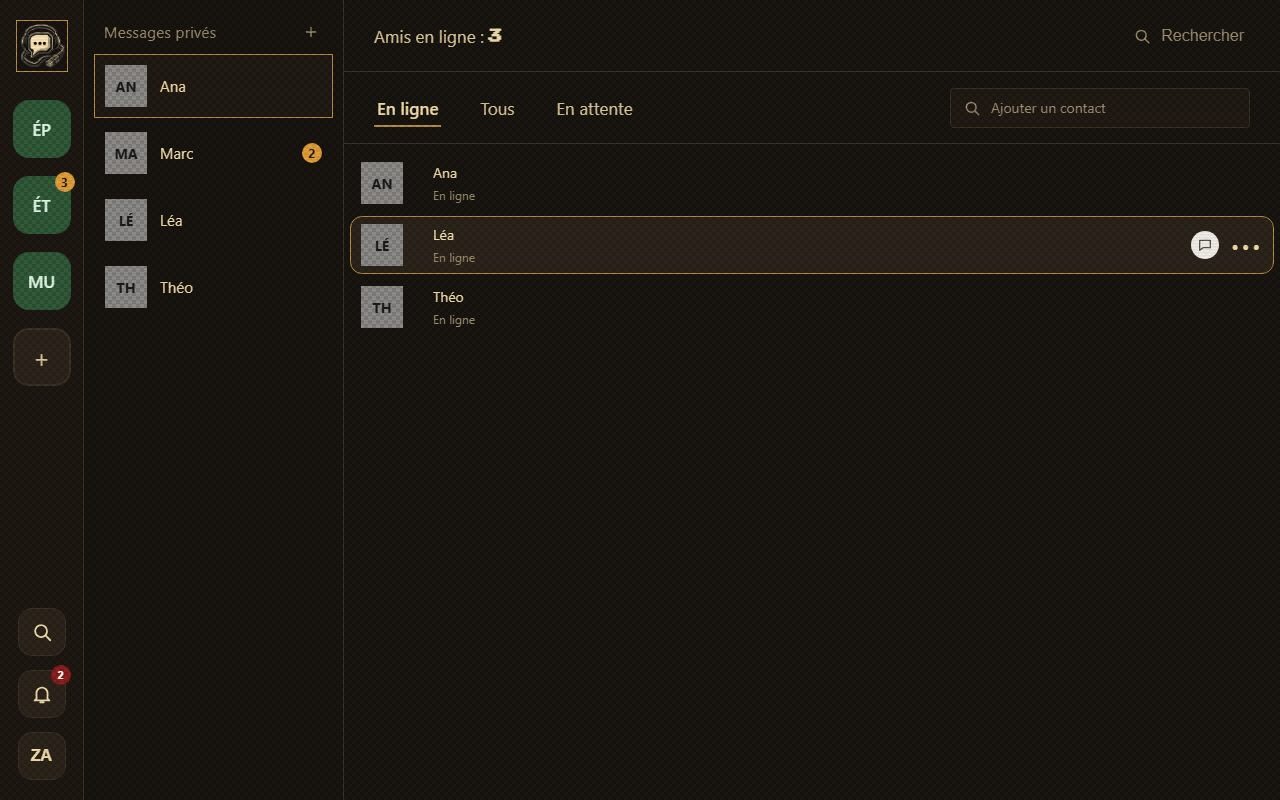 Messages privés +
AN Ana
MA Marc 2
LÉ Léa
TH Théo
ÉP
ÉT 3
MU
+
2
ZA
Amis en ligne : 3
Rechercher
En ligne Tous En attente
Ajouter un contact
AN Ana
En ligne
LÉ Léa
En ligne
TH Théo
En ligne